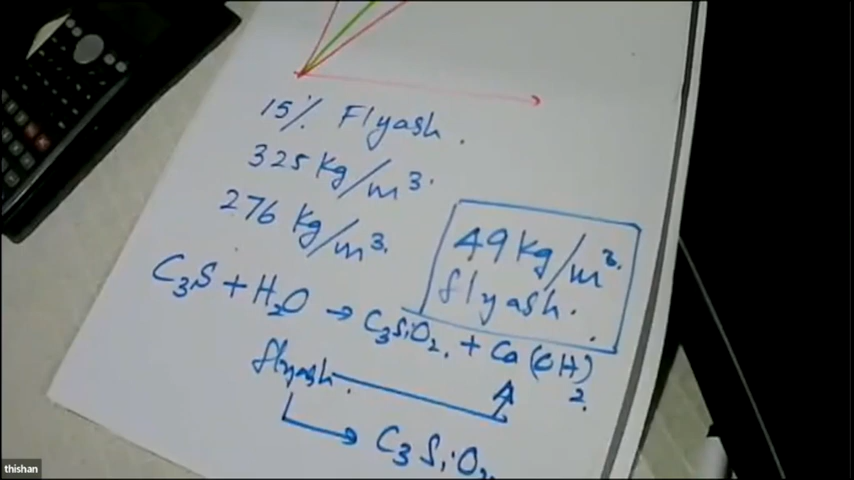 15% Flyash.
325 Kg/m³.
276 Kg/m³.
49 Kg/m³.
flyash.
C₃S + H₂O → C₃SiO₂. + Ca(OH)₂.
flyash.
C₃SiO₂.
thishan